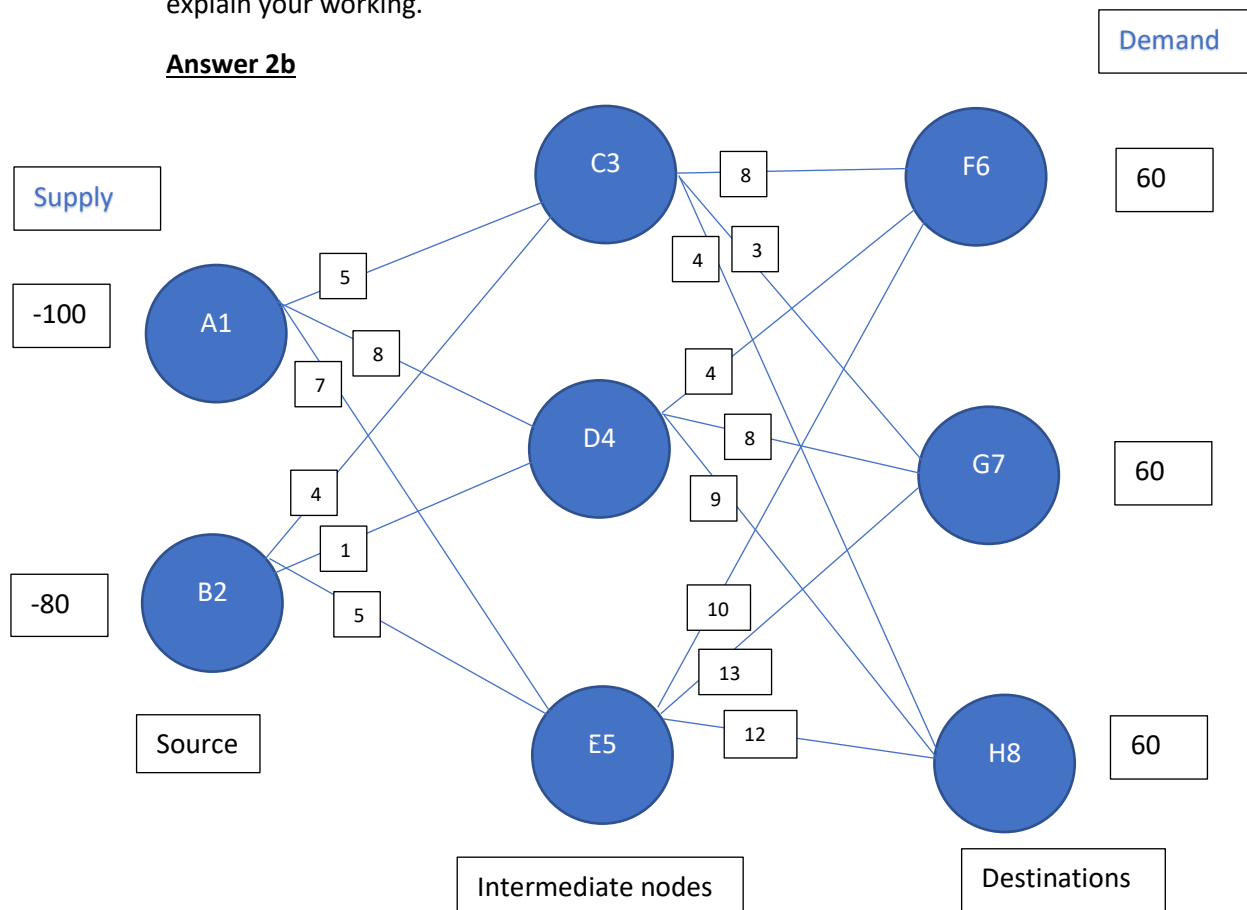 explain your working.
Demand
Answer 2b
C3
F6
8
60
Supply
3
4
5
-100
A1
8
7
4
D4
8
G7
60
4
9
1
-80
B2
5
10
13
12
Source
E5
H8
60
Intermediate nodes
Destinations